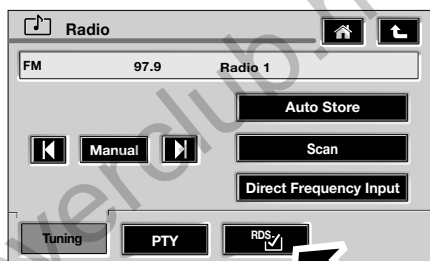 Radio
FM 97.9 Radio 1
Auto Store
Manual
Scan
Direct Frequency Input
Tuning
PTY
RDS